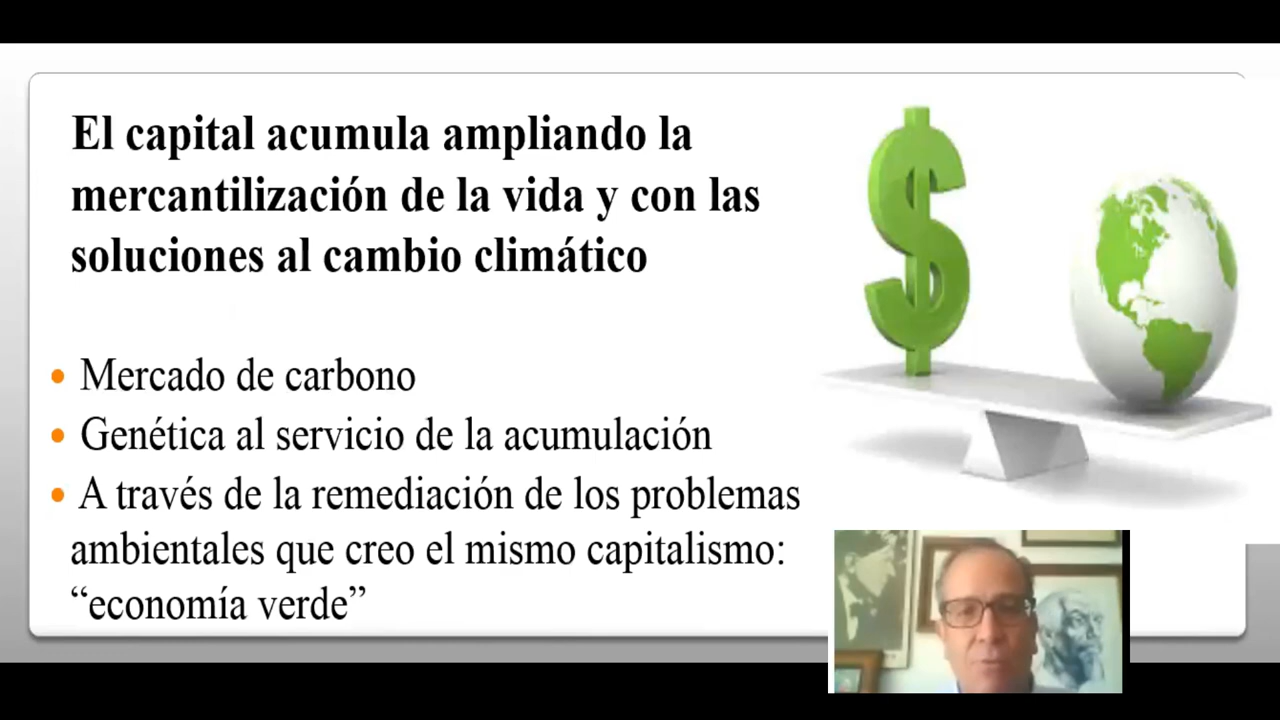 El capital acumula ampliando la
mercantilización de la vida y con las
soluciones al cambio climático
• Mercado de carbono
• Genética al servicio de la acumulación
• A través de la remediación de los problemas
ambientales que creo el mismo capitalismo:
“economía verde”
$